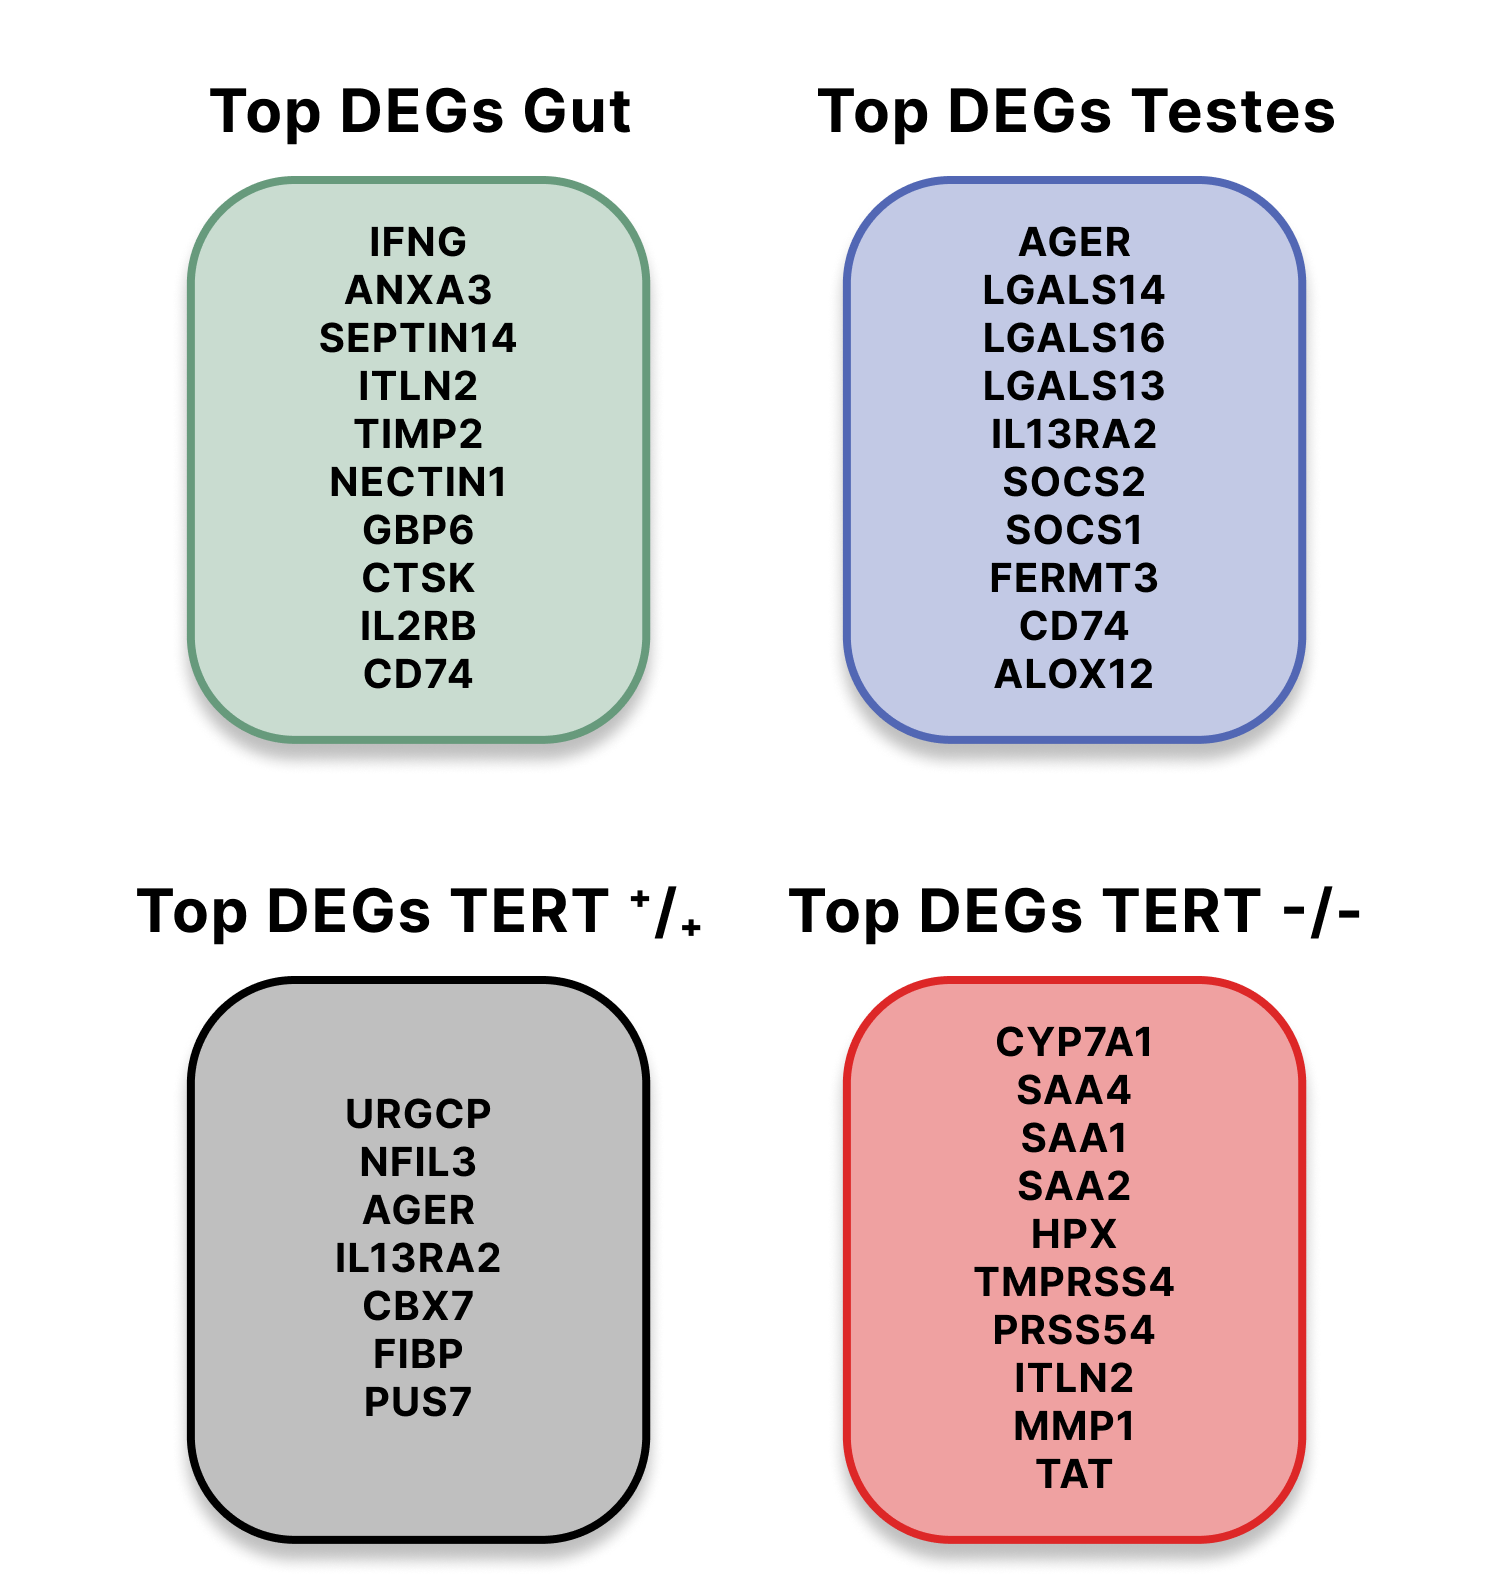 Top DEGs Gut
IFNG
ANXA3
SEPTIN14
ITLN2
TIMP2
NECTIN1
GBP6
CTSK
IL2RB
CD74
Top DEGs Testes
AGER
LGALS14
LGALS16
LGALS13
IL13RA2
SOCS2
SOCS1
FERMT3
CD74
ALOX12
Top DEGs TERT ⁺/₊
URGCP
NFIL3
AGER
IL13RA2
CBX7
FIBP
PUS7
Top DEGs TERT -/-
CYP7A1
SAA4
SAA1
SAA2
HPX
TMPRSS4
PRSS54
ITLN2
MMP1
TAT